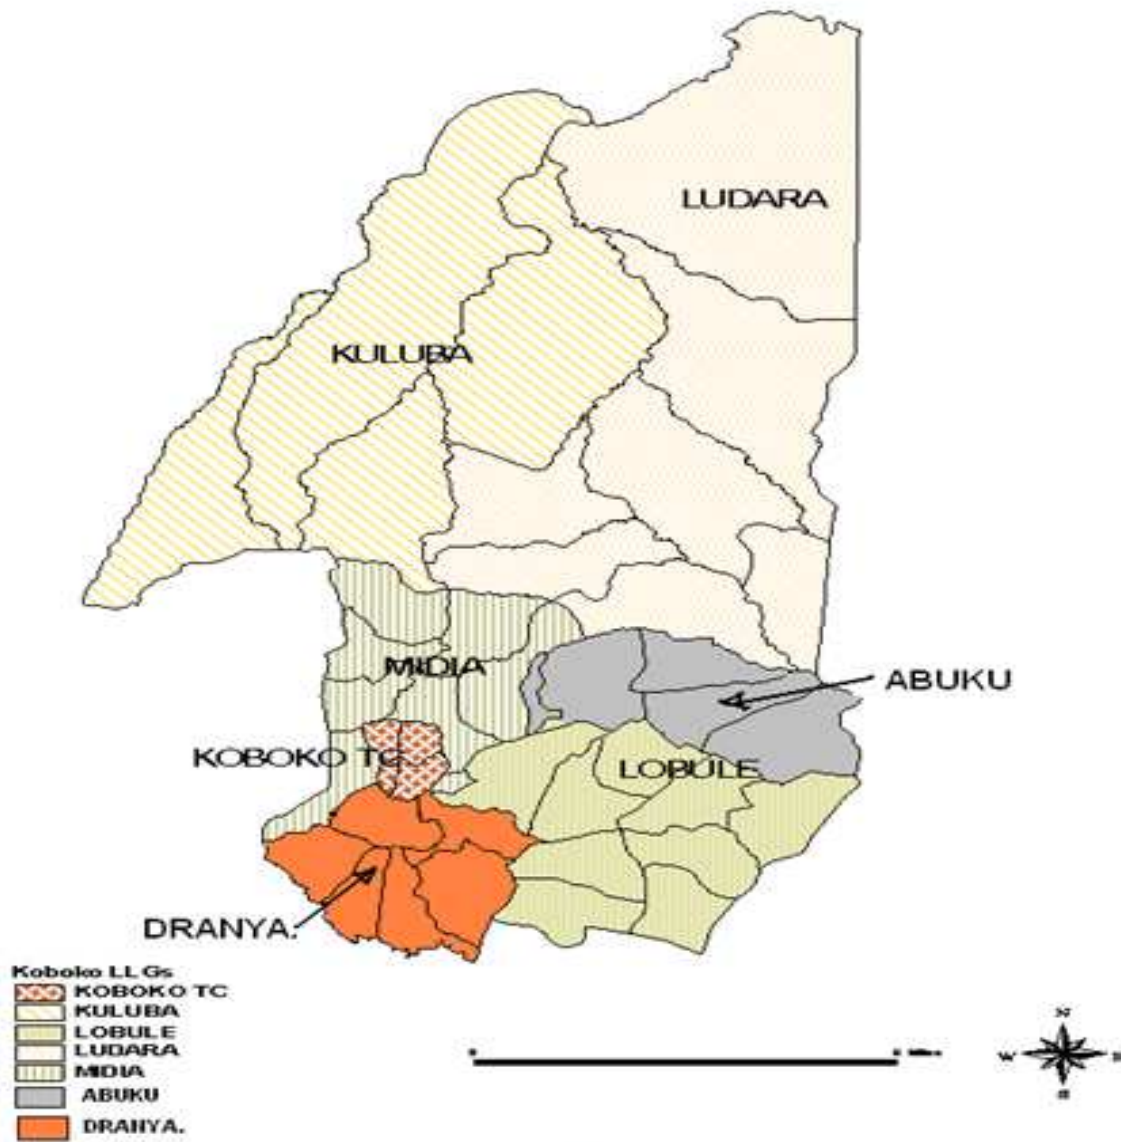 LUDARA
KULUBA
MIDIA
ABUKU
KOBOKO TC
LOBULE
DRANYA.
Koboko LLGs
KOBOKO TC
KULUBA
LOBULE
LUDARA
MIDIA
ABUKU
DRANYA.
N
W
E
S